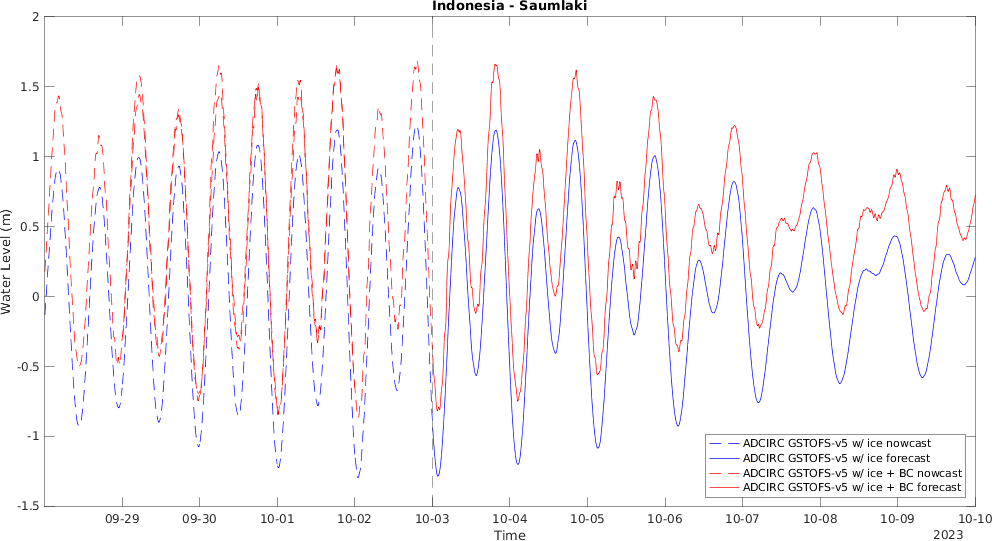 Indonesia - Saumlaki
2
1.5
1
0.5
0
-0.5
-1
-1.5
Water Level (m)
ADCIRC GSTOFS-v5 w/ ice nowcast
ADCIRC GSTOFS-v5 w/ ice forecast
ADCIRC GSTOFS-v5 w/ ice + BC nowcast
ADCIRC GSTOFS-v5 w/ ice + BC forecast
09-29 09-30 10-01 10-02 10-03 10-04 10-05 10-06 10-07 10-08 10-09 10-10
Time
2023